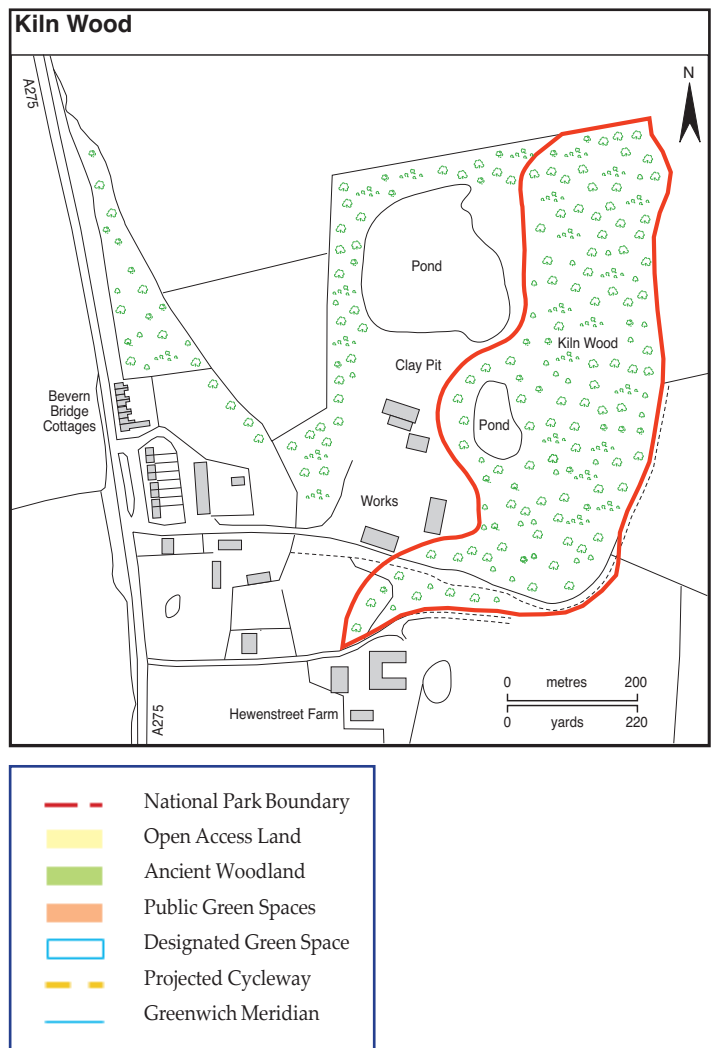 Kiln Wood
A275
N
Pond
Kiln Wood
Clay Pit
Bevern
Bridge
Cottages
Pond
Works
0 metres 200
0 yards 220
A275
Hewenstreet Farm
National Park Boundary
Open Access Land
Ancient Woodland
Public Green Spaces
Designated Green Space
Projected Cycleway
Greenwich Meridian